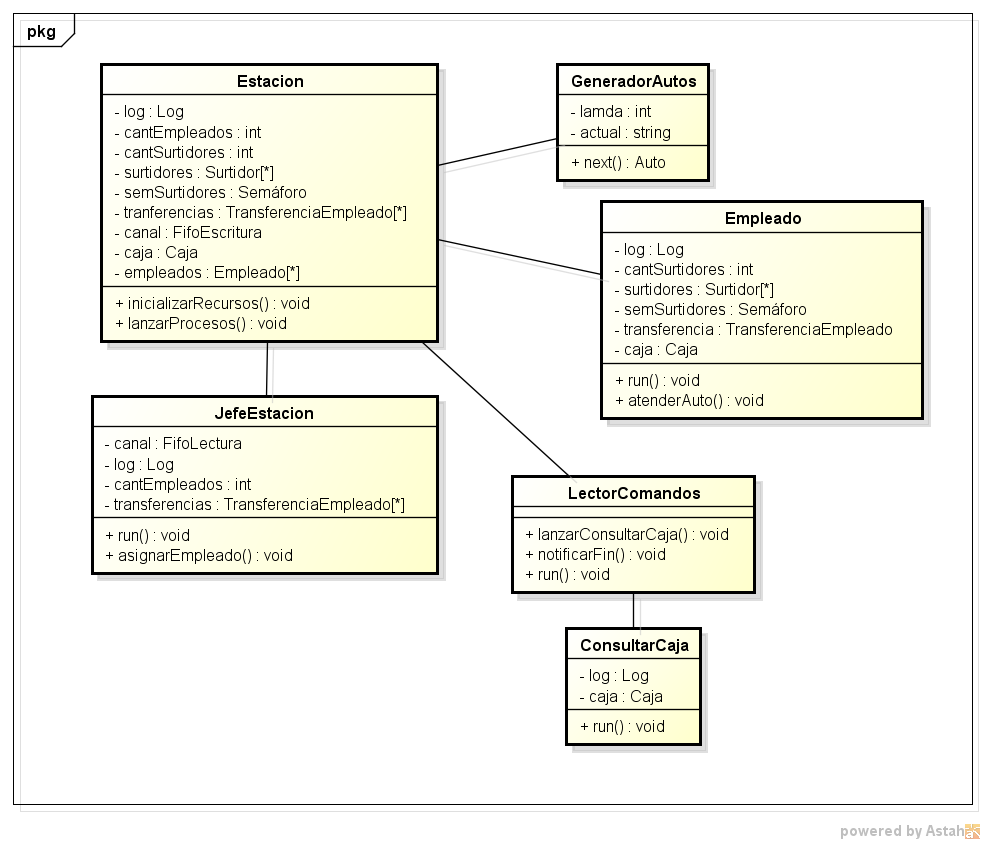 pkg
Estacion
- log : Log
- cantEmpleados : int
- cantSurtidores : int
- surtidores : Surtidor[*]
- semSurtidores : Semáforo
- tranferencias : TransferenciaEmpleado[*]
- canal : FifoEscritura
- caja : Caja
- empleados : Empleado[*]
+ inicializarRecursos() : void
+ lanzarProcesos() : void
GeneradorAutos
- lamda : int
- actual : string
+ next() : Auto
Empleado
- log : Log
- cantSurtidores : int
- surtidores : Surtidor[*]
- semSurtidores : Semáforo
- transferencia : TransferenciaEmpleado
- caja : Caja
+ run() : void
+ atenderAuto() : void
JefeEstacion
- canal : FifoLectura
- log : Log
- cantEmpleados : int
- transferencias : TransferenciaEmpleado[*]
+ run() : void
+ asignarEmpleado() : void
LectorComandos
+ lanzarConsultarCaja() : void
+ notificarFin() : void
+ run() : void
ConsultarCaja
- log : Log
- caja : Caja
+ run() : void
powered by Astah